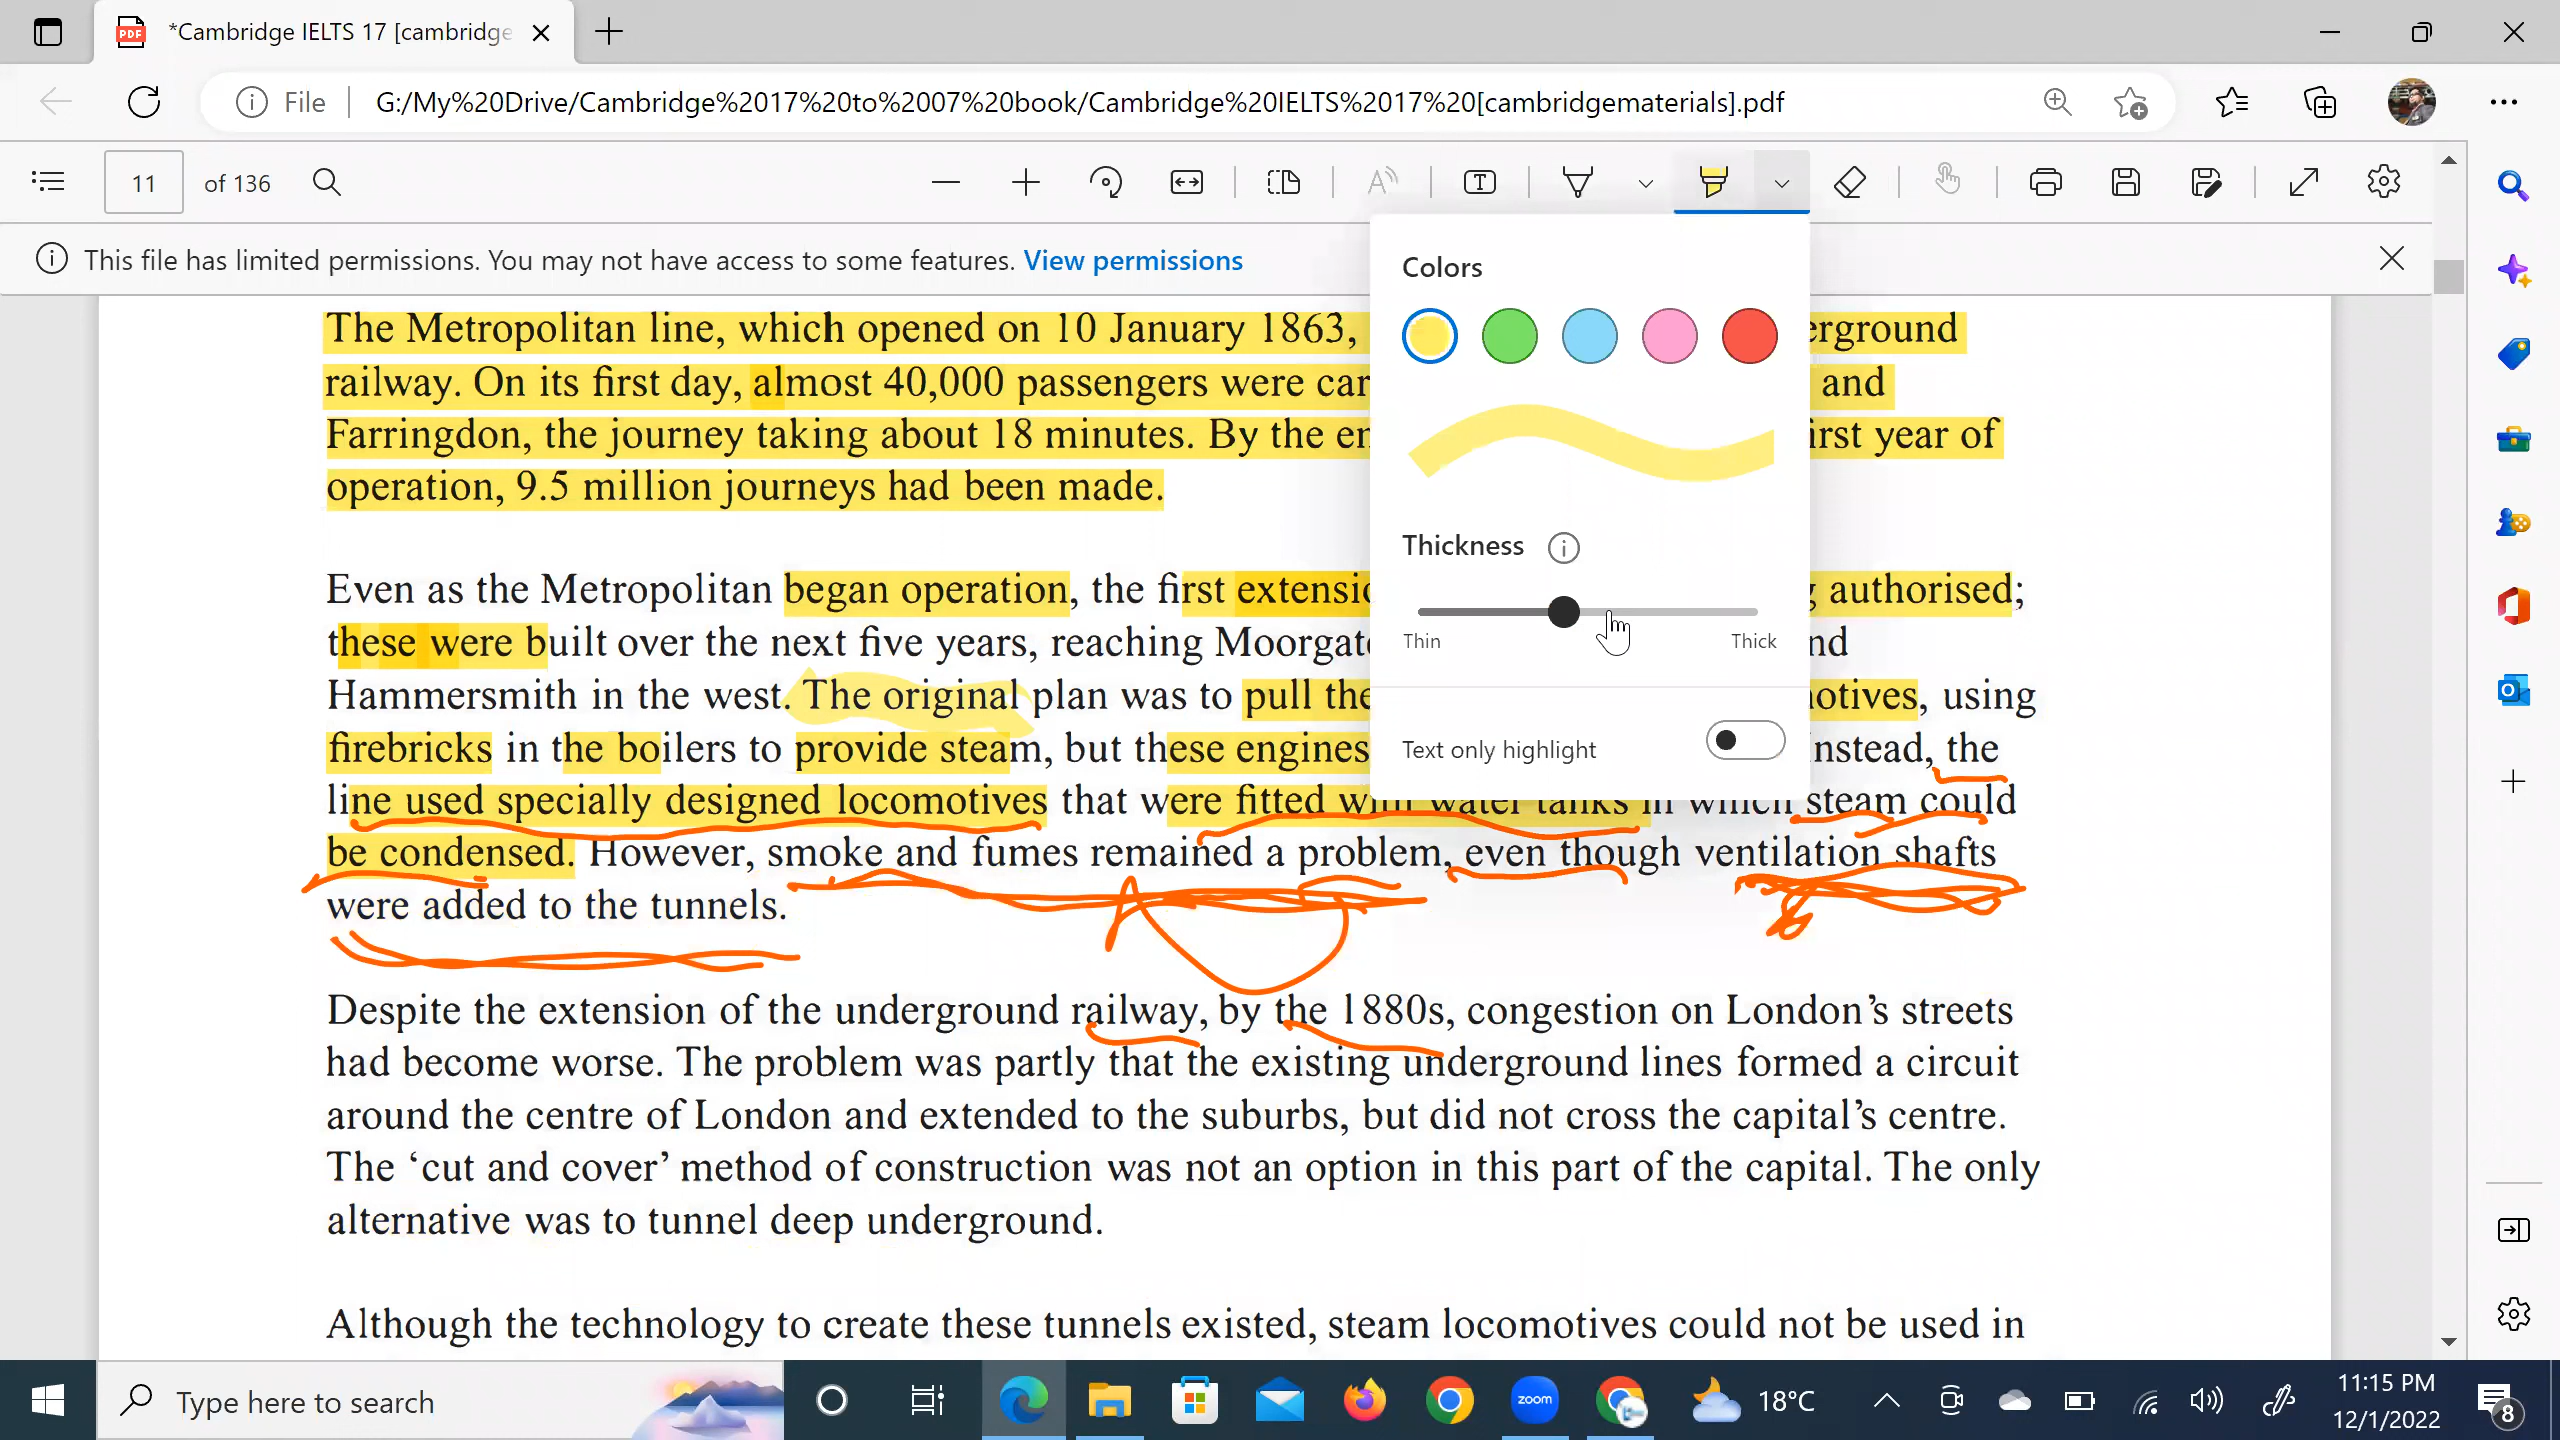 *Cambridge IELTS 17 [cambridge
File
G:/My%20Drive/Cambridge%2017%20to%2007%20book/Cambridge%20IELTS%2017%20[cambridgematerials].pdf
11 of 136
This file has limited permissions. You may not have access to some features. View permissions
Colors
Thickness
Thin Thick
Text only highlight
The Metropolitan line, which opened on 10 January 1863, erground
railway. On its first day, almost 40,000 passengers were car and
Farringdon, the journey taking about 18 minutes. By the en irst year of
operation, 9.5 million journeys had been made.
Even as the Metropolitan began operation, the first extensio g authorised;
these were built over the next five years, reaching Moorgate nd
Hammersmith in the west. The original plan was to pull the otives, using
firebricks in the boilers to provide steam, but these engines nstead, the
line used specially designed locomotives that were fitted with water tanks in which steam could
be condensed. However, smoke and fumes remained a problem, even though ventilation shafts
were added to the tunnels.
Despite the extension of the underground railway, by the 1880s, congestion on London’s streets
had become worse. The problem was partly that the existing underground lines formed a circuit
around the centre of London and extended to the suburbs, but did not cross the capital’s centre.
The ‘cut and cover’ method of construction was not an option in this part of the capital. The only
alternative was to tunnel deep underground.
Although the technology to create these tunnels existed, steam locomotives could not be used in
Type here to search
zoom
18°C
11:15 PM
12/1/2022
8